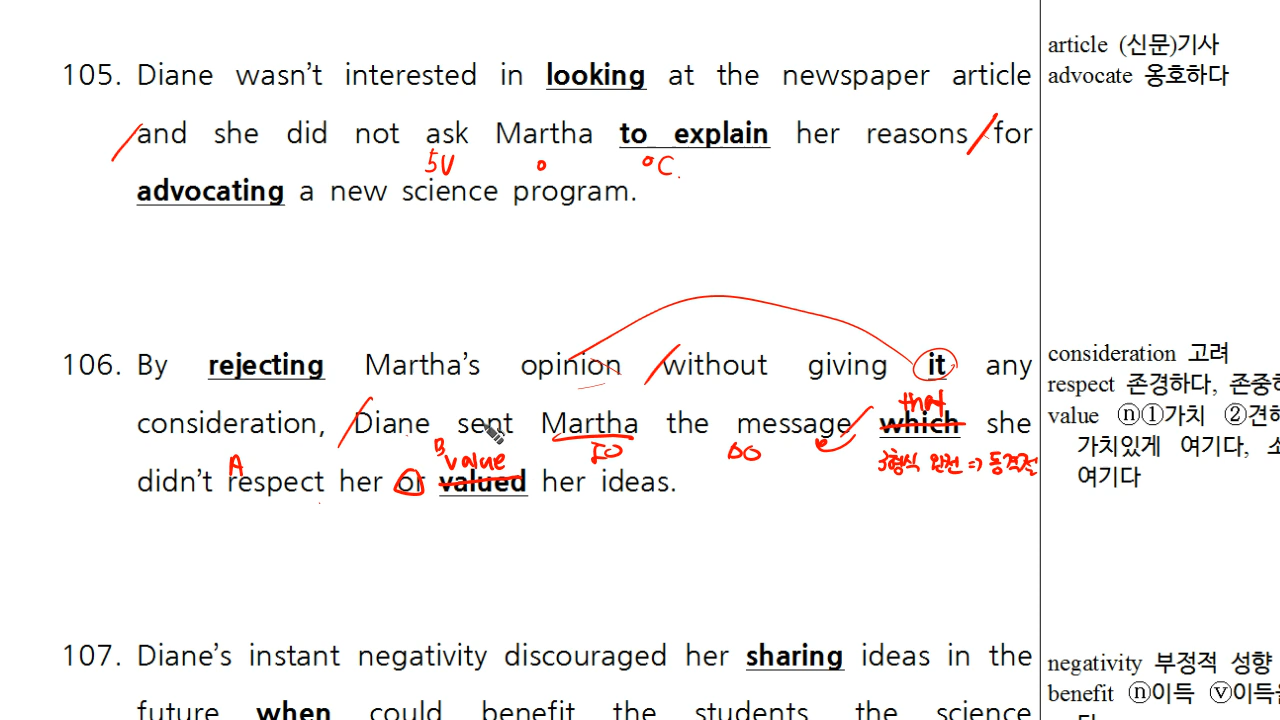 105. Diane wasn't interested in looking at the newspaper article
and she did not ask Martha to explain her reasons for
5V o o C.
advocating a new science program.
article (신문)기사
advocate 옹호하다
106. By rejecting Martha's opinion without giving it any
that
consideration, Diane sent Martha the message which she
A B value IO DO 3형식 완전 => 동격절
didn't respect her or valued her ideas.
consideration 고려
respect 존경하다, 존중하
value ⓝ①가치 ②견해
가치있게 여기다, 소
여기다
107. Diane's instant negativity discouraged her sharing ideas in the
future when could benefit the students, the science
negativity 부정적 성향
benefit ⓝ이득 ⓥ이득을